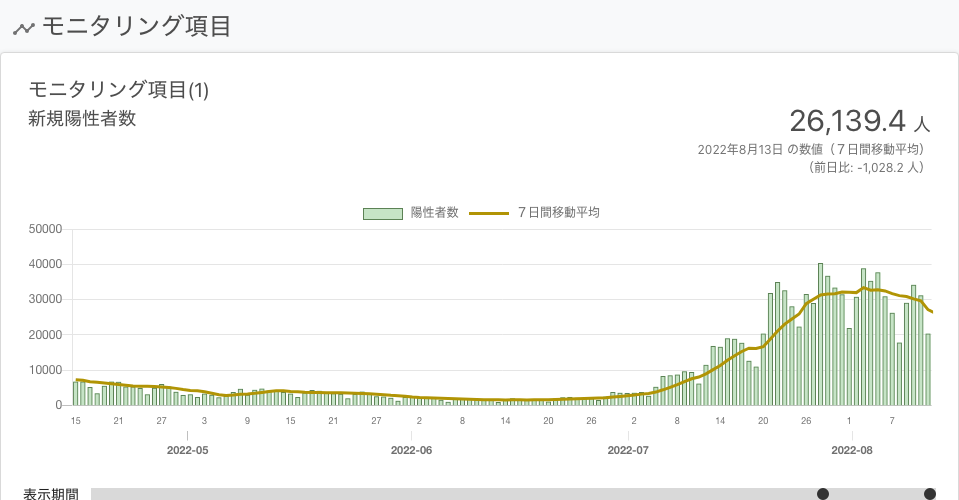 モニタリング項目
モニタリング項目(1)
新規陽性者数
26,139.4 人
2022年8月13日 の数値（７日間移動平均）
（前日比: -1,028.2 人）
陽性者数 ７日間移動平均
50000
40000
30000
20000
10000
0
15 21 27 3 9 15 21 27 2 8 14 20 26 2 8 14 20 26 1 7
2022-05 2022-06 2022-07 2022-08
表示期間